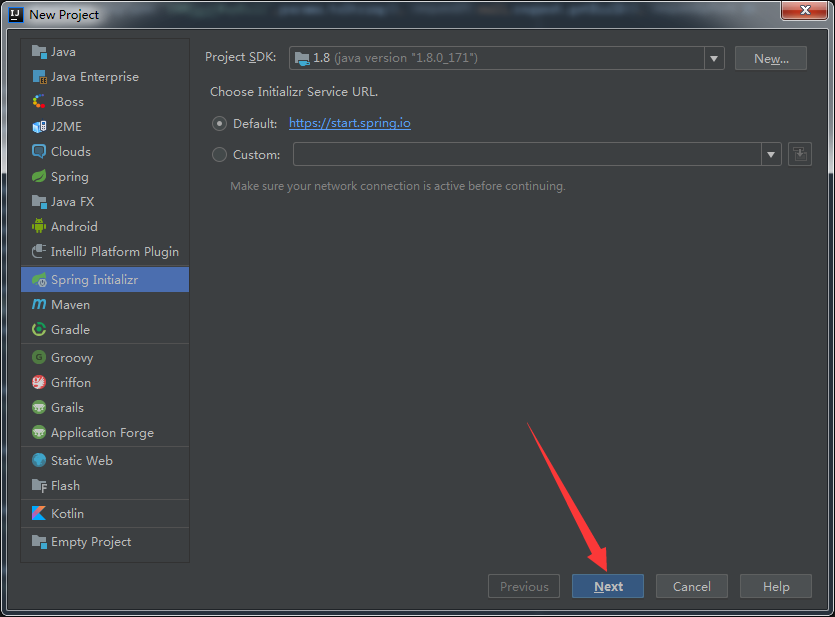 New Project
Java
Java Enterprise
JBoss
J2ME
Clouds
Spring
Java FX
Android
IntelliJ Platform Plugin
Spring Initializr
Maven
Gradle
Groovy
Griffon
Grails
Application Forge
Static Web
Flash
Kotlin
Empty Project
Project SDK: 1.8 (java version "1.8.0_171") New...
Choose Initializr Service URL.
Default: https://start.spring.io
Custom:
Make sure your network connection is active before continuing.
Previous Next Cancel Help